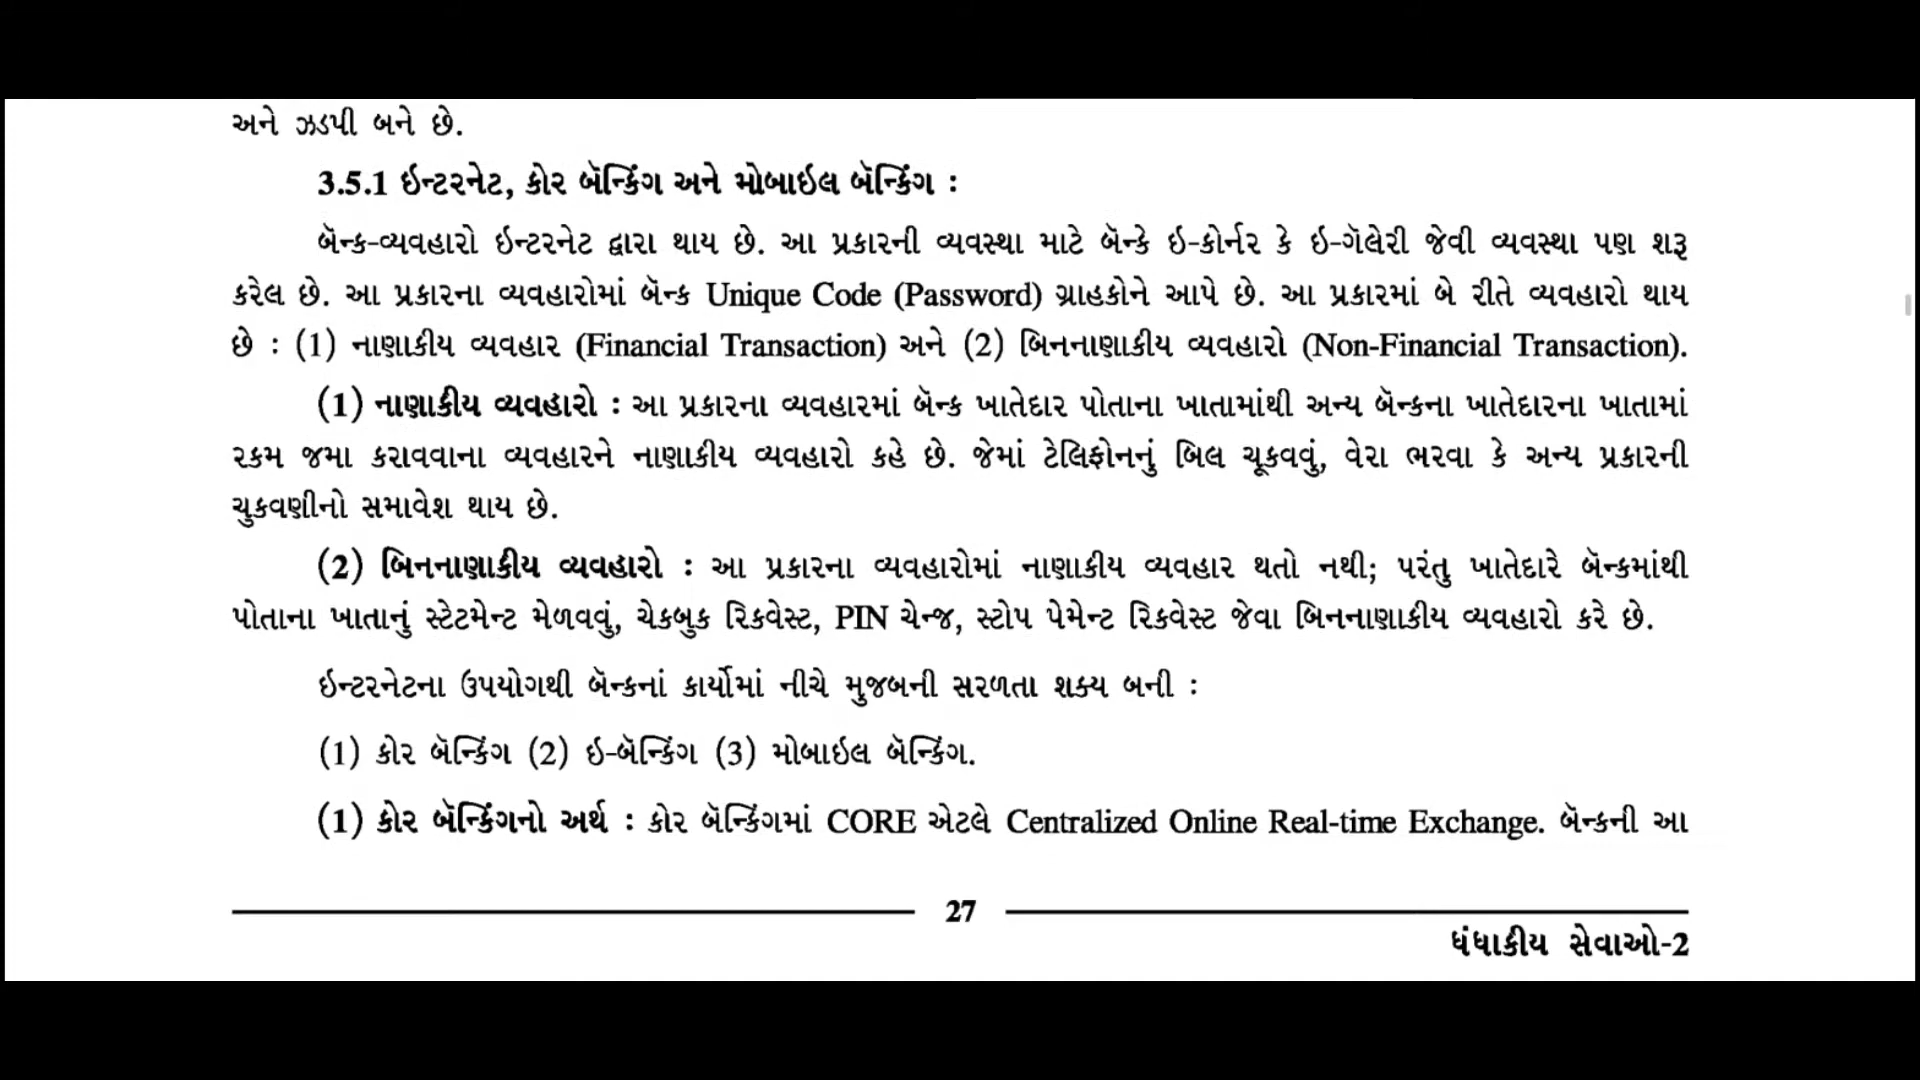 અને ઝડપી બને છે.
3.5.1 ઇન્ટરનેટ, કોર બૅન્કિંગ અને મોબાઇલ બૅન્કિંગ :
બૅન્ક-વ્યવહારો ઇન્ટરનેટ દ્વારા થાય છે. આ પ્રકારની વ્યવસ્થા માટે બૅન્કે ઇ-કોર્નર કે ઇ-ગૅલેરી જેવી વ્યવસ્થા પણ શરૂ
કરેલ છે. આ પ્રકારના વ્યવહારોમાં બૅન્ક Unique Code (Password) ગ્રાહકોને આપે છે. આ પ્રકારમાં બે રીતે વ્યવહારો થાય
છે : (1) નાણાકીય વ્યવહાર (Financial Transaction) અને (2) બિનનાણાકીય વ્યવહારો (Non-Financial Transaction).
(1) નાણાકીય વ્યવહારો : આ પ્રકારના વ્યવહારમાં બૅન્ક ખાતેદાર પોતાના ખાતામાંથી અન્ય બૅન્કના ખાતેદારના ખાતામાં
રકમ જમા કરાવવાના વ્યવહારને નાણાકીય વ્યવહારો કહે છે. જેમાં ટેલિફોનનું બિલ ચૂકવવું, વેરા ભરવા કે અન્ય પ્રકારની
ચુકવણીનો સમાવેશ થાય છે.
(2) બિનનાણાકીય વ્યવહારો : આ પ્રકારના વ્યવહારોમાં નાણાકીય વ્યવહાર થતો નથી; પરંતુ ખાતેદારે બૅન્કમાંથી
પોતાના ખાતાનું સ્ટેટમેન્ટ મેળવવું, ચેકબુક રિકવેસ્ટ, PIN ચેન્જ, સ્ટોપ પેમેન્ટ રિકવેસ્ટ જેવા બિનનાણાકીય વ્યવહારો કરે છે.
ઇન્ટરનેટના ઉપયોગથી બૅન્કનાં કાર્યોમાં નીચે મુજબની સરળતા શક્ય બની :
(1) કોર બૅન્કિંગ (2) ઇ-બૅન્કિંગ (3) મોબાઇલ બૅન્કિંગ.
(1) કોર બૅન્કિંગનો અર્થ : કોર બૅન્કિંગમાં CORE એટલે Centralized Online Real-time Exchange. બૅન્કની આ
27
ધંધાકીય સેવાઓ-2